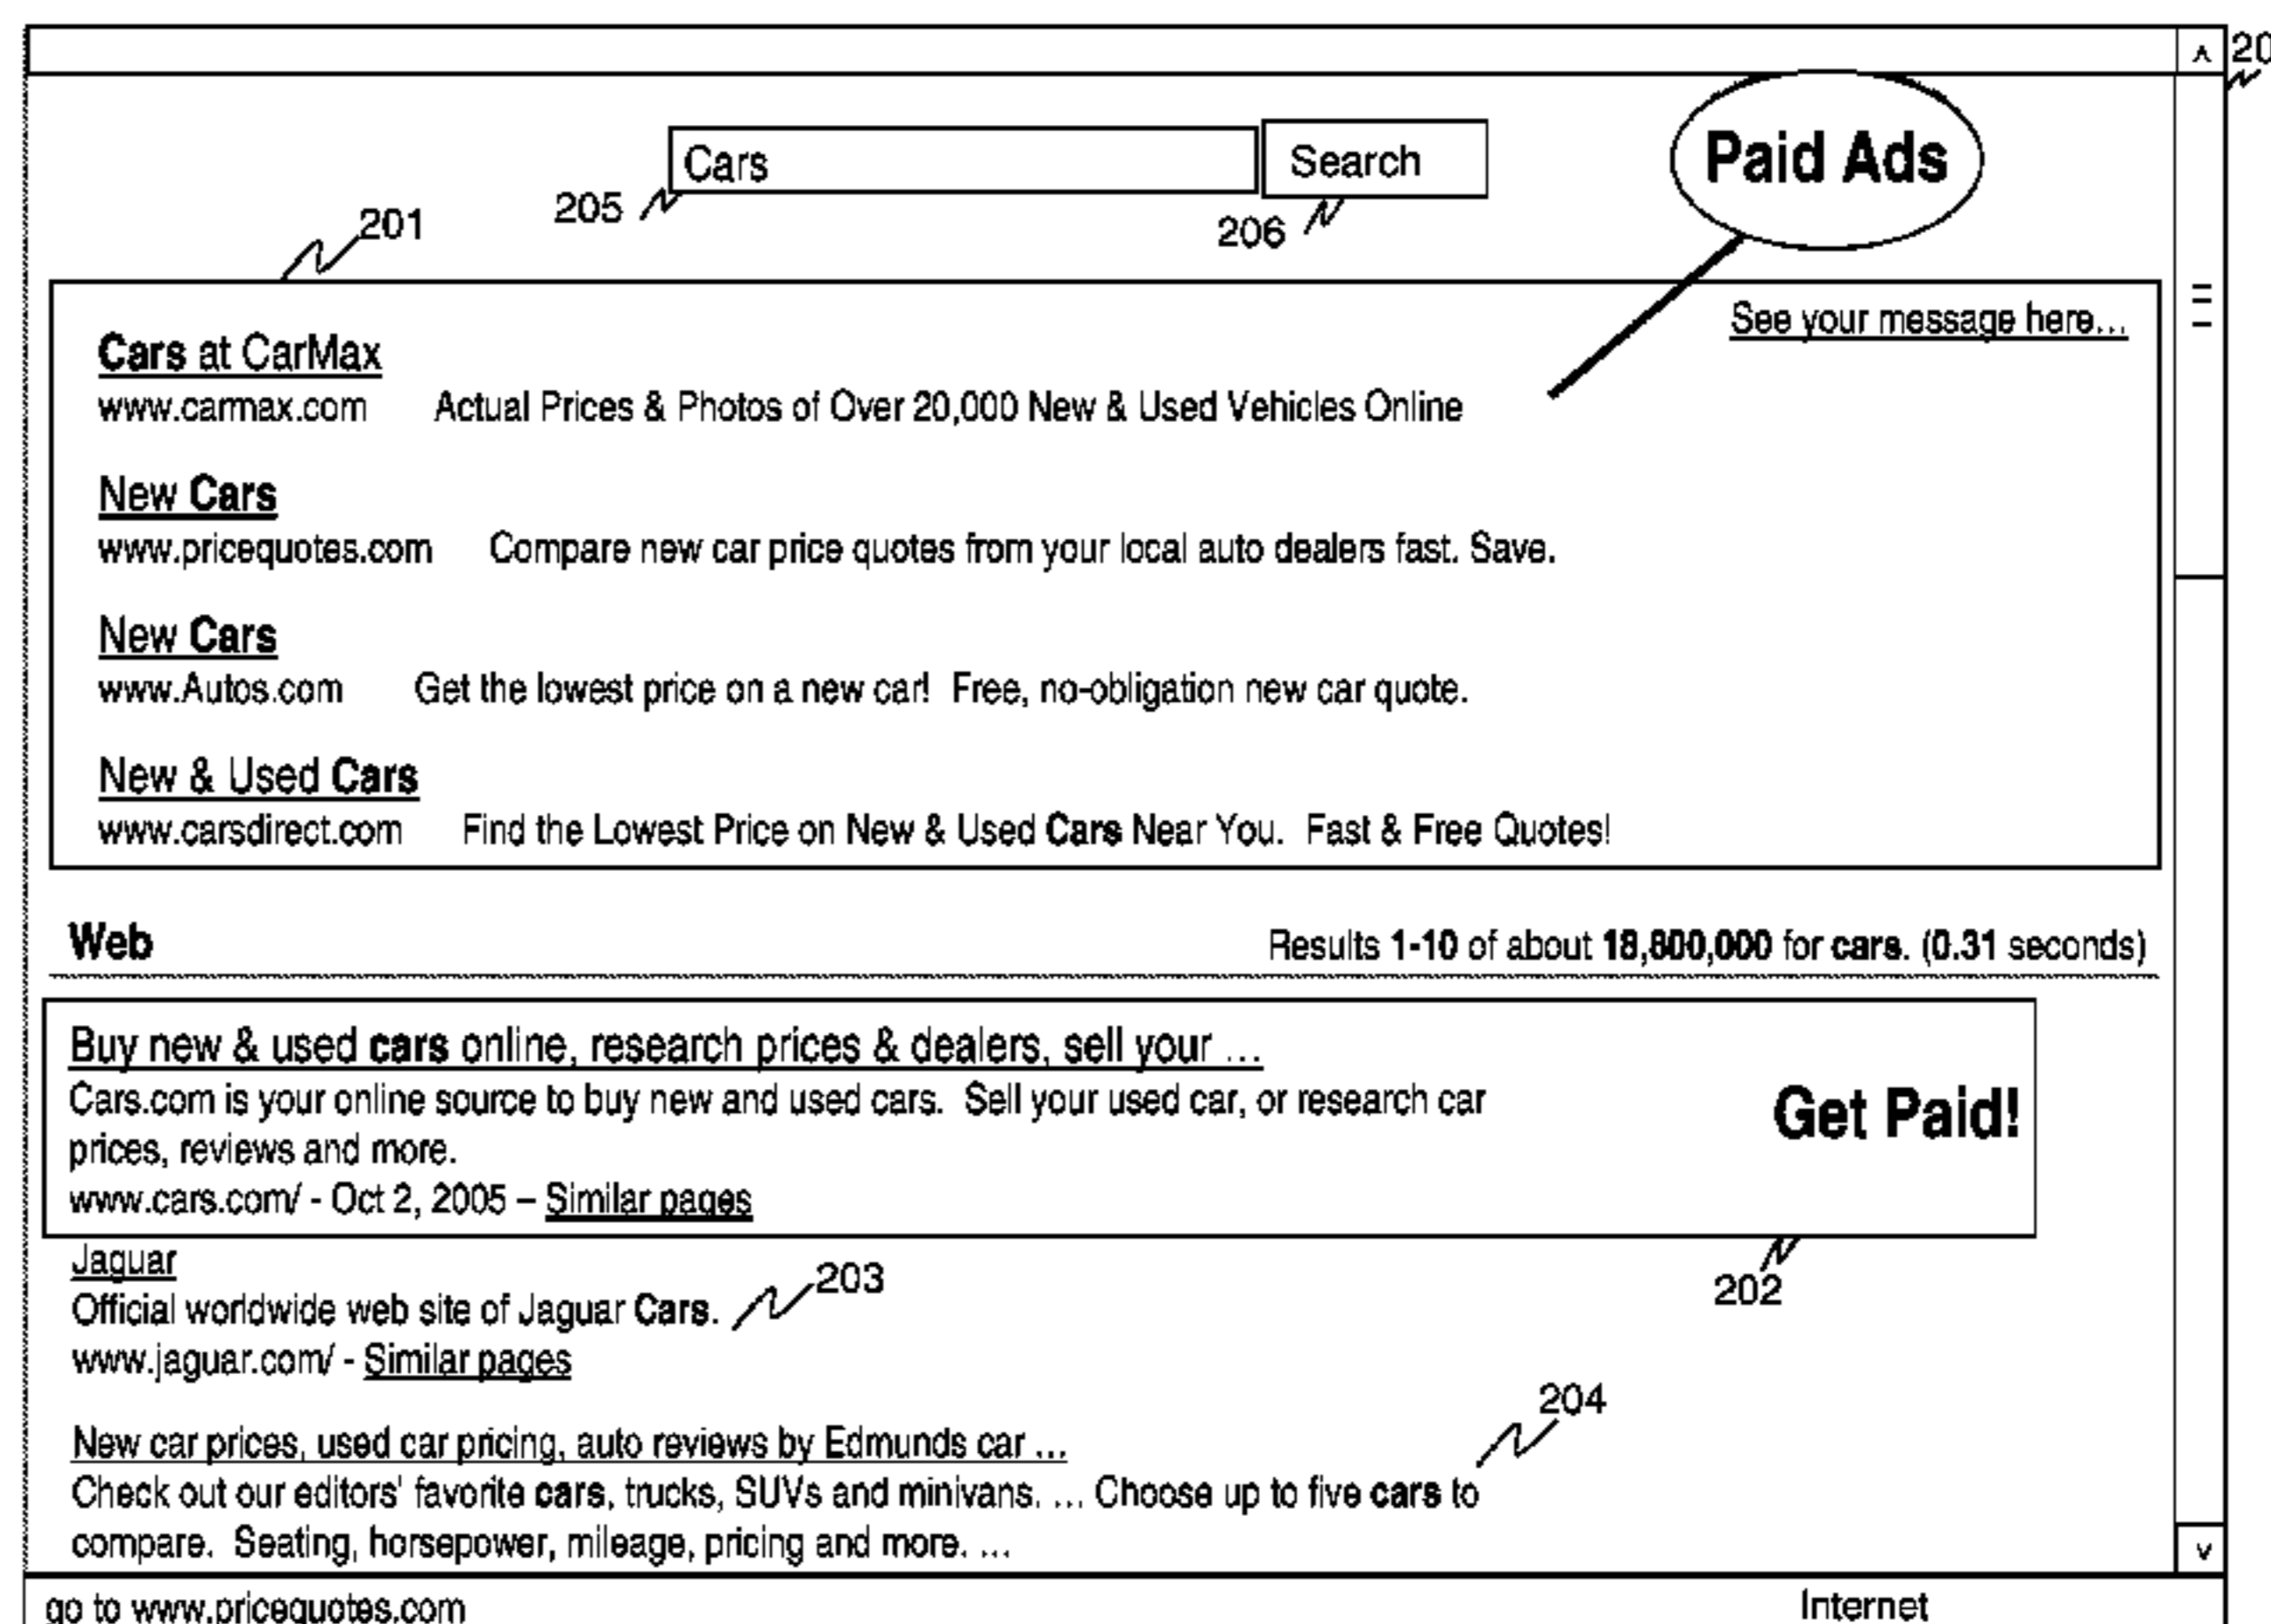 ^ 20
Cars Search Paid Ads
205 206
201
See your message here...
Cars at CarMax
www.carmax.com Actual Prices & Photos of Over 20,000 New & Used Vehicles Online
New Cars
www.pricequotes.com Compare new car price quotes from your local auto dealers fast. Save.
New Cars
www.Autos.com Get the lowest price on a new car! Free, no-obligation new car quote.
New & Used Cars
www.carsdirect.com Find the Lowest Price on New & Used Cars Near You. Fast & Free Quotes!
Web Results 1-10 of about 18,800,000 for cars. (0.31 seconds)
Buy new & used cars online, research prices & dealers, sell your ...
Cars.com is your online source to buy new and used cars. Sell your used car, or research car
prices, reviews and more.
Get Paid!
www.cars.com/ - Oct 2, 2005 – Similar pages
202
Jaguar
Official worldwide web site of Jaguar Cars. 203
www.jaguar.com/ - Similar pages
204
New car prices, used car pricing, auto reviews by Edmunds car ...
Check out our editors' favorite cars, trucks, SUVs and minivans. ... Choose up to five cars to
compare. Seating, horsepower, mileage, pricing and more. ...
v
go to www.pricequotes.com Internet